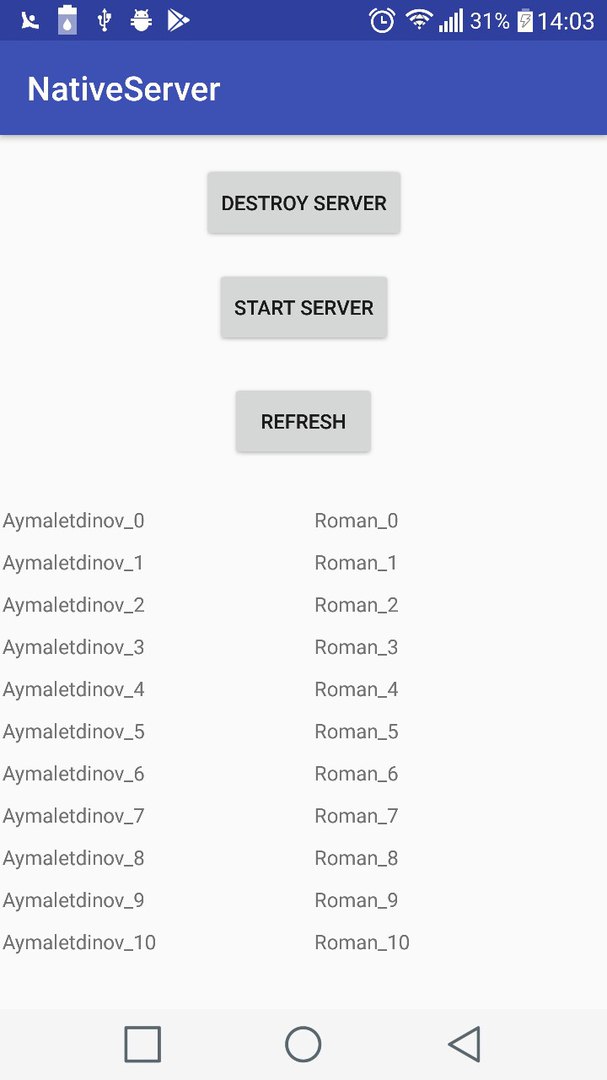 31% 14:03
NativeServer
DESTROY SERVER
START SERVER
REFRESH
Aymaletdinov_0 Roman_0
Aymaletdinov_1 Roman_1
Aymaletdinov_2 Roman_2
Aymaletdinov_3 Roman_3
Aymaletdinov_4 Roman_4
Aymaletdinov_5 Roman_5
Aymaletdinov_6 Roman_6
Aymaletdinov_7 Roman_7
Aymaletdinov_8 Roman_8
Aymaletdinov_9 Roman_9
Aymaletdinov_10 Roman_10